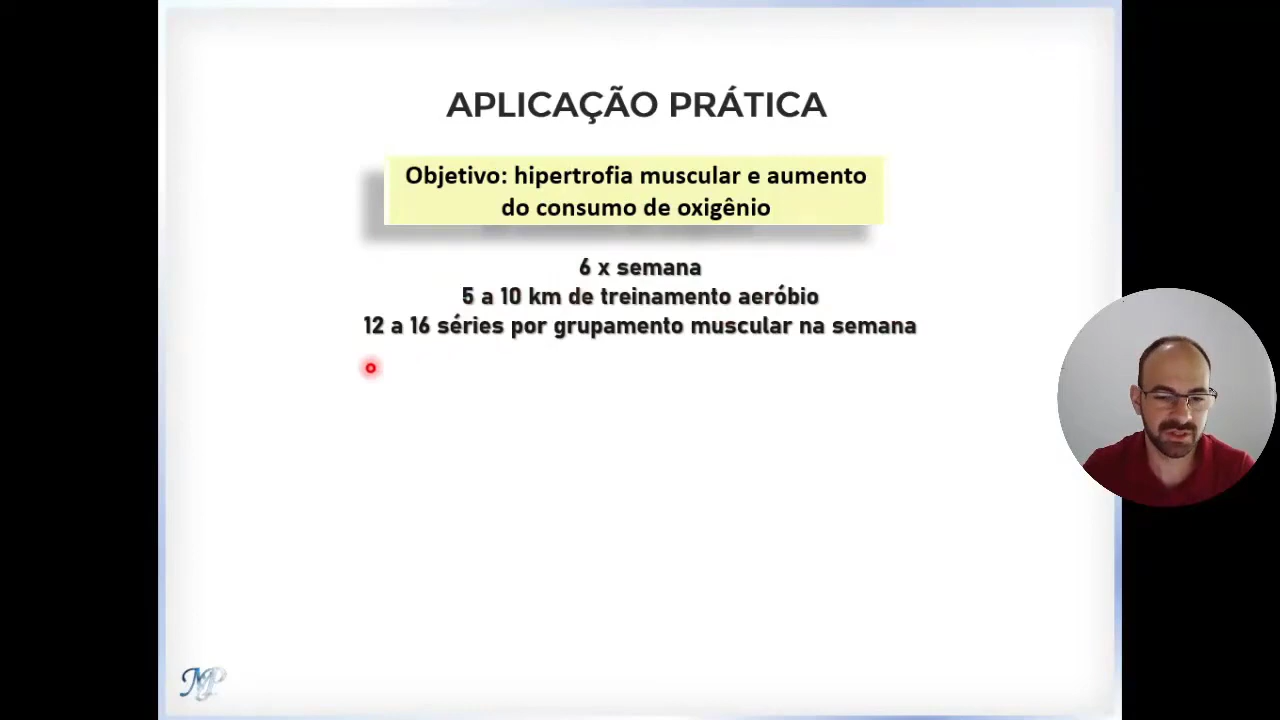 APLICAÇÃO PRÁTICA
Objetivo: hipertrofia muscular e aumento
do consumo de oxigênio
6 x semana
5 a 10 km de treinamento aeróbio
12 a 16 séries por grupamento muscular na semana
MP